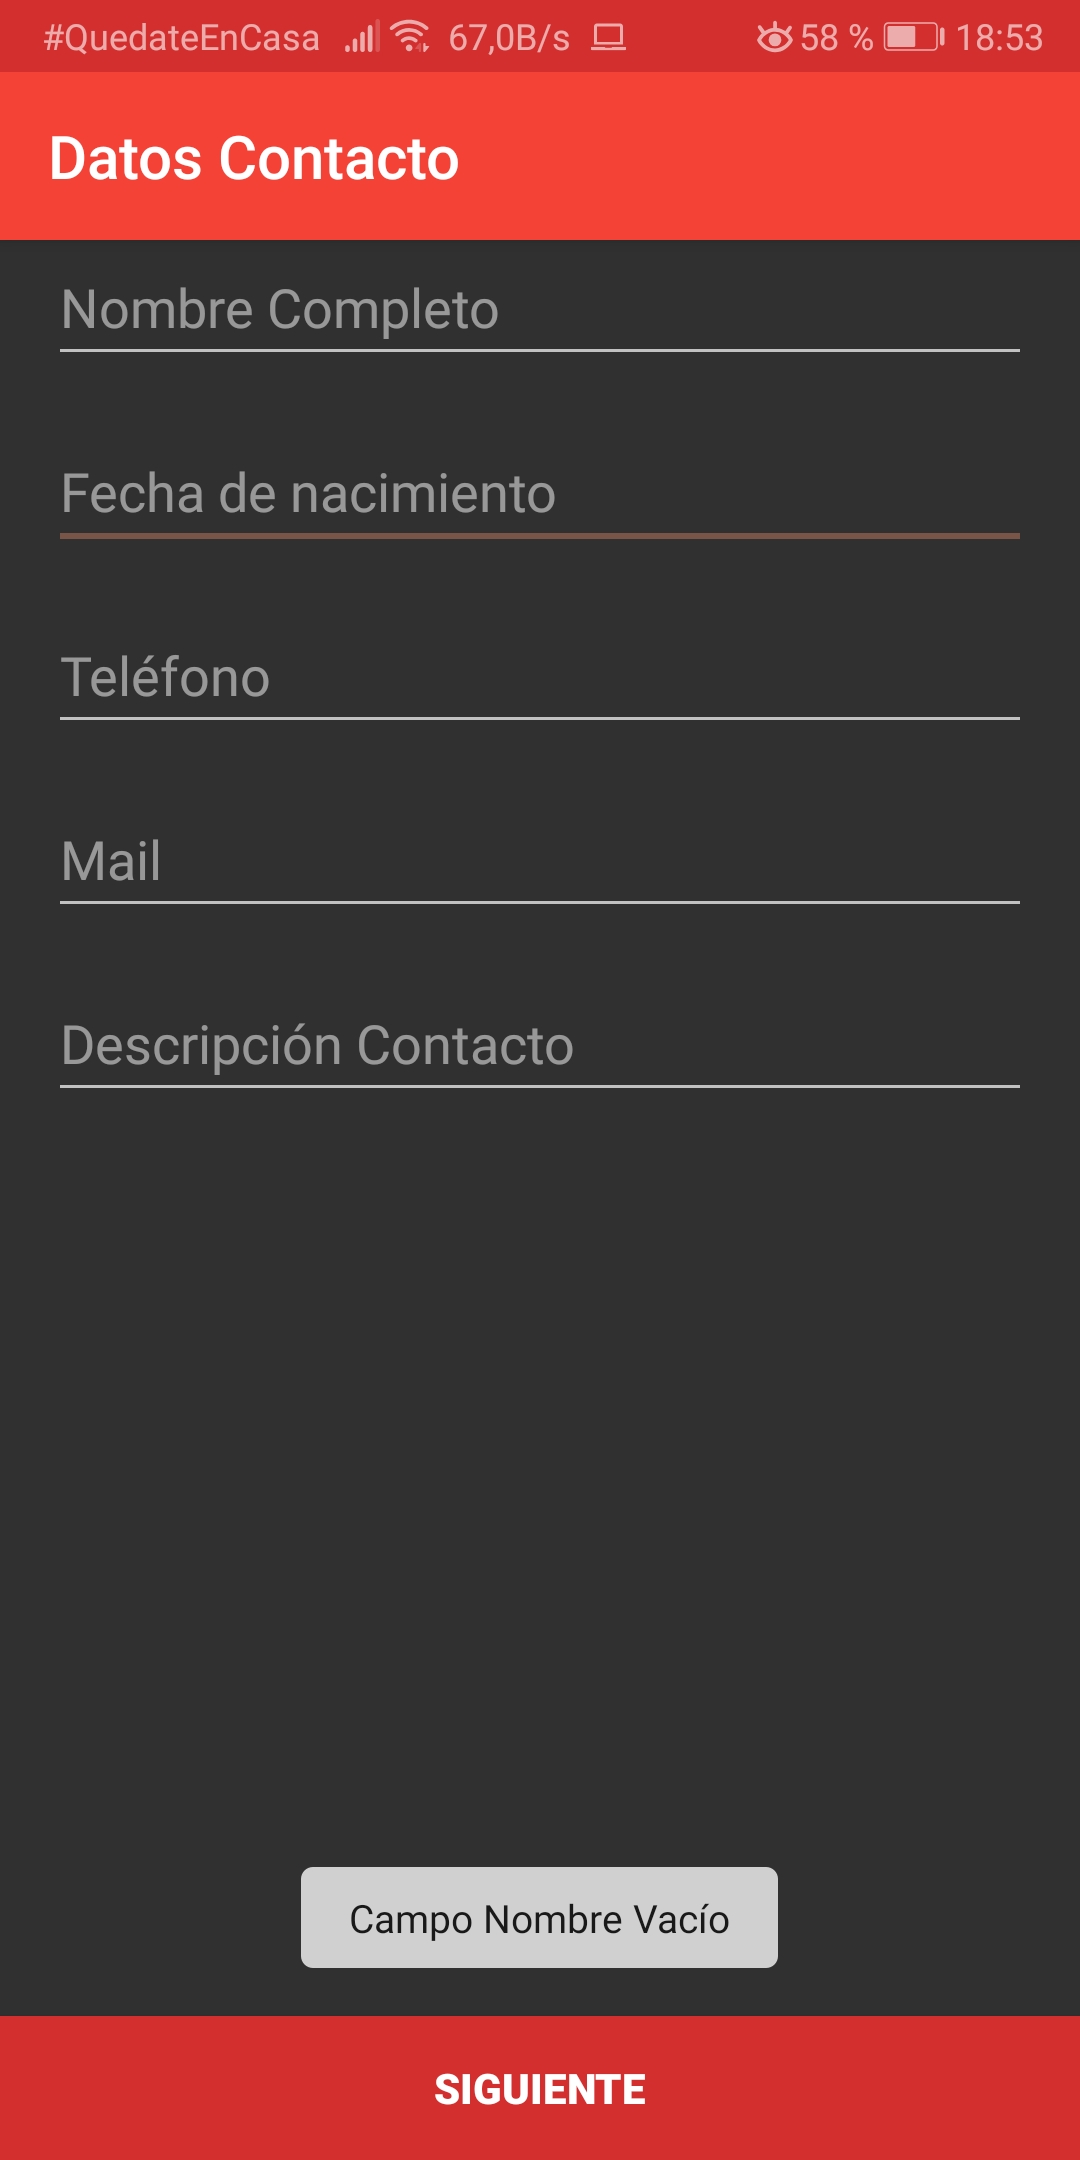 #QuedateEnCasa 67,0B/s 58 % 18:53
Datos Contacto
Nombre Completo
Fecha de nacimiento
Teléfono
Mail
Descripción Contacto
Campo Nombre Vacío
SIGUIENTE